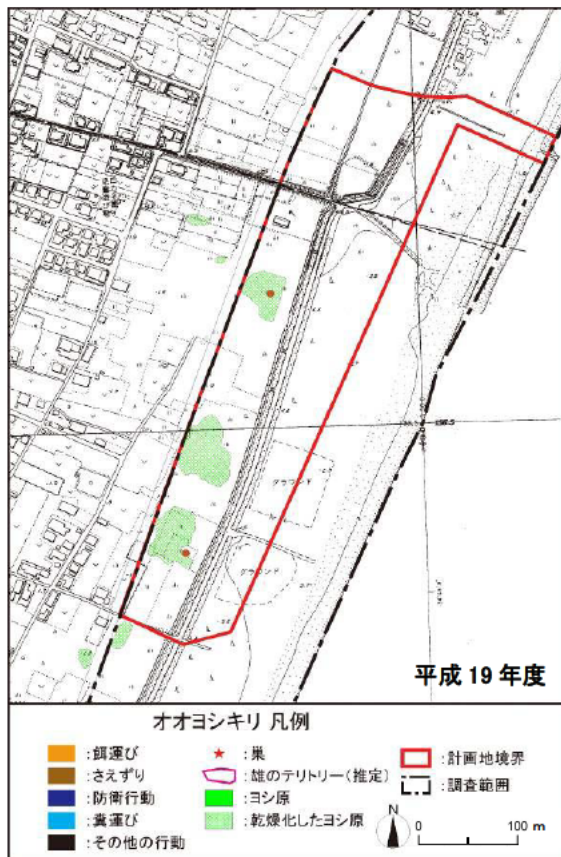 グラウンド
グラウンド
平成 19 年度
オオヨシキリ 凡例
:餌運び
:さえずり
:防衛行動
:糞運び
:その他の行動
:巣
:雄のテリトリー(推定)
:ヨシ原
:乾燥化したヨシ原
:計画地境界
:調査範囲
N
0 100 m